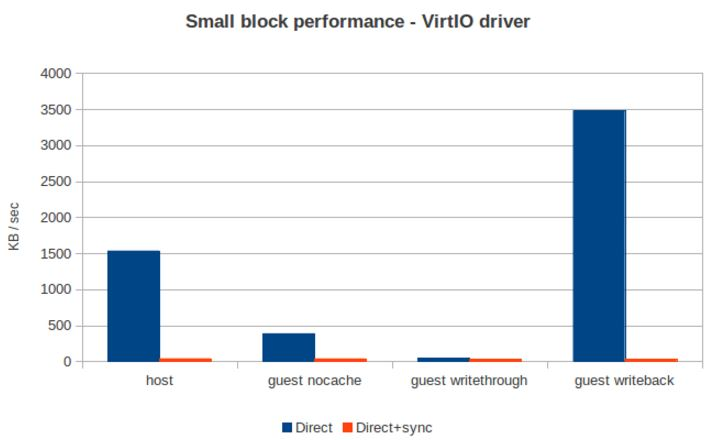 Small block performance - VirtIO driver
KB / sec
4000
3500
3000
2500
2000
1500
1000
500
0
host guest nocache guest writethrough guest writeback
Direct Direct+sync